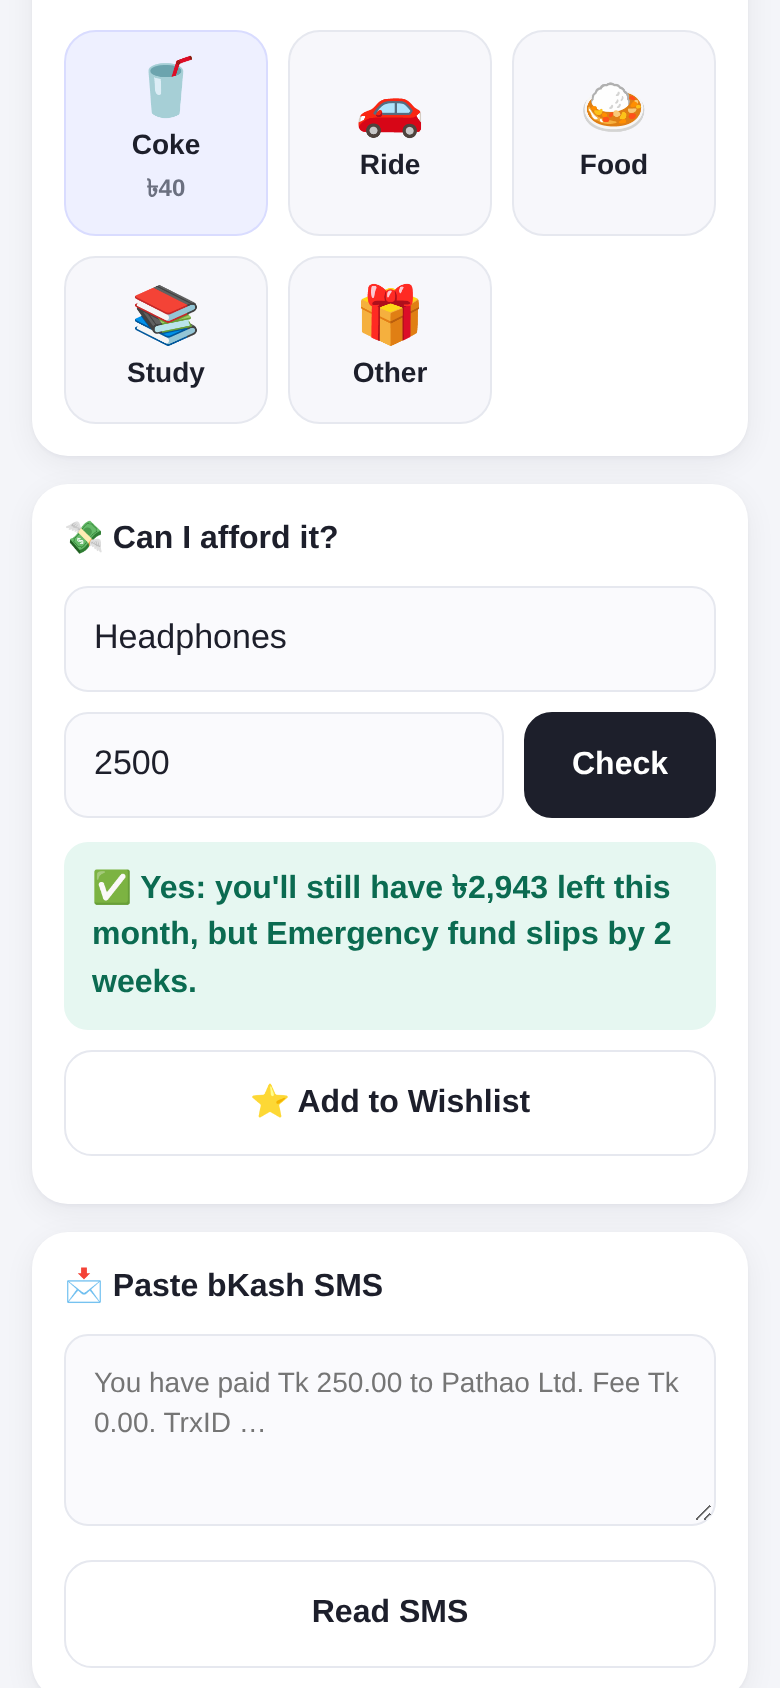 Coke
৳40
Ride
Food
Study
Other
💸 Can I afford it?
Headphones
2500
Check
✅ Yes: you'll still have ৳2,943 left this
month, but Emergency fund slips by 2
weeks.
⭐ Add to Wishlist
📩 Paste bKash SMS
You have paid Tk 250.00 to Pathao Ltd. Fee Tk
0.00. TrxID …
Read SMS